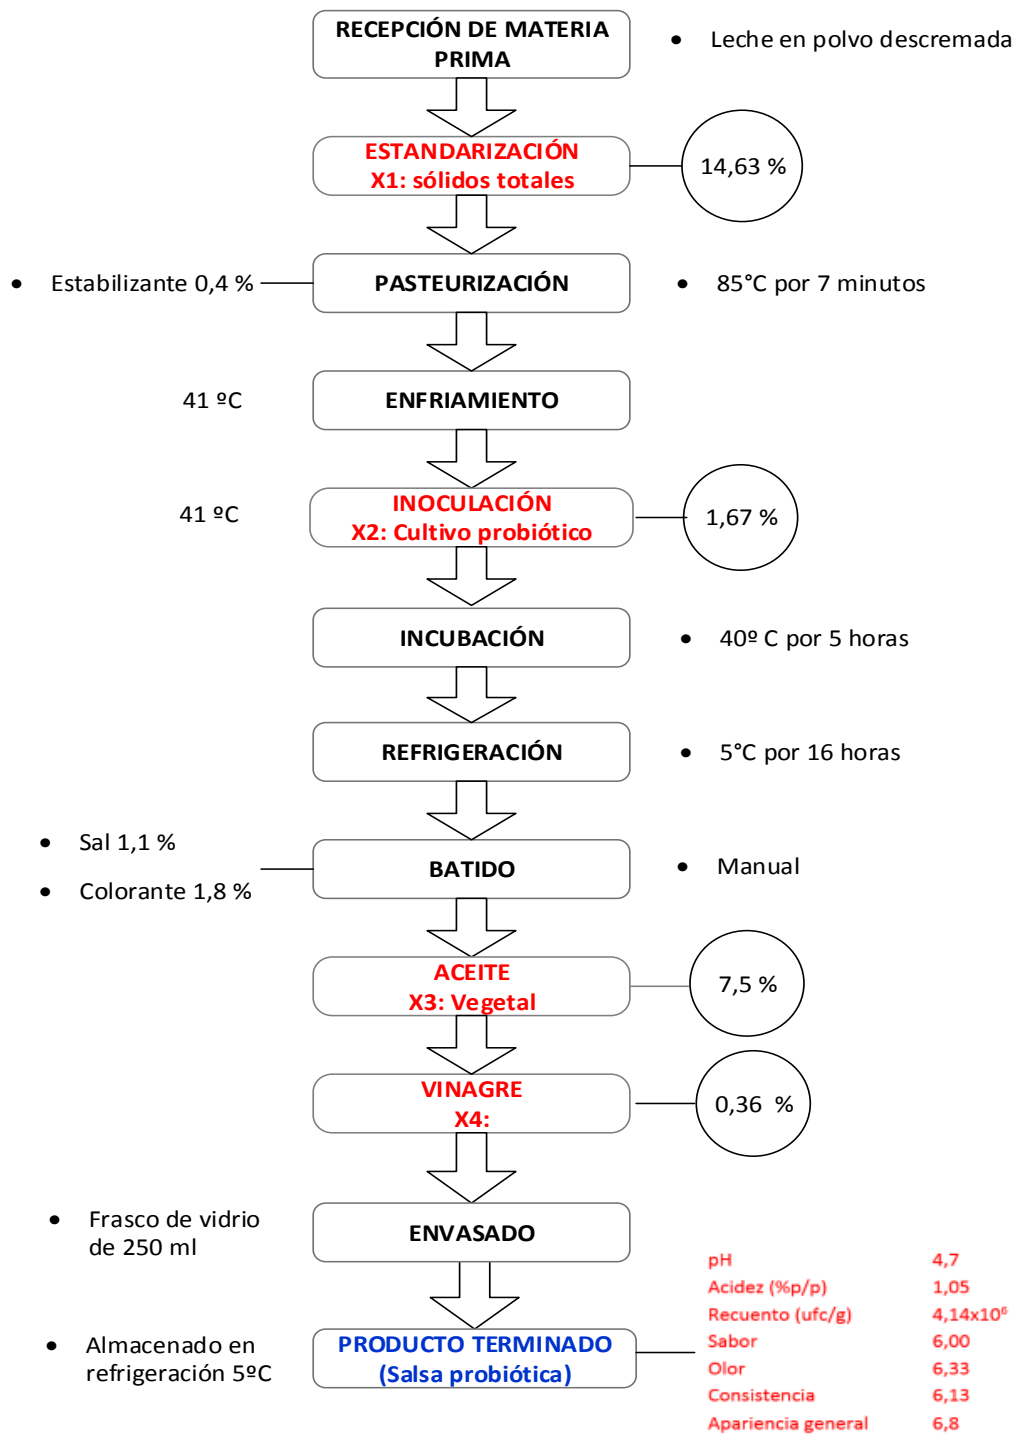 RECEPCIÓN DE MATERIA
PRIMA
• Leche en polvo descremada
ESTANDARIZACIÓN
X1: sólidos totales
14,63 %
• Estabilizante 0,4 %
PASTEURIZACIÓN
• 85°C por 7 minutos
41 ºC
ENFRIAMIENTO
41 ºC
INOCULACIÓN
X2: Cultivo probiótico
1,67 %
INCUBACIÓN
• 40º C por 5 horas
REFRIGERACIÓN
• 5°C por 16 horas
• Sal 1,1 %
• Colorante 1,8 %
BATIDO
• Manual
ACEITE
X3: Vegetal
7,5 %
VINAGRE
X4:
0,36 %
• Frasco de vidrio
de 250 ml
ENVASADO
• Almacenado en
refrigeración 5ºC
PRODUCTO TERMINADO
(Salsa probiótica)
pH 4,7
Acidez (%p/p) 1,05
Recuento (ufc/g) 4,14x10⁶
Sabor 6,00
Olor 6,33
Consistencia 6,13
Apariencia general 6,8